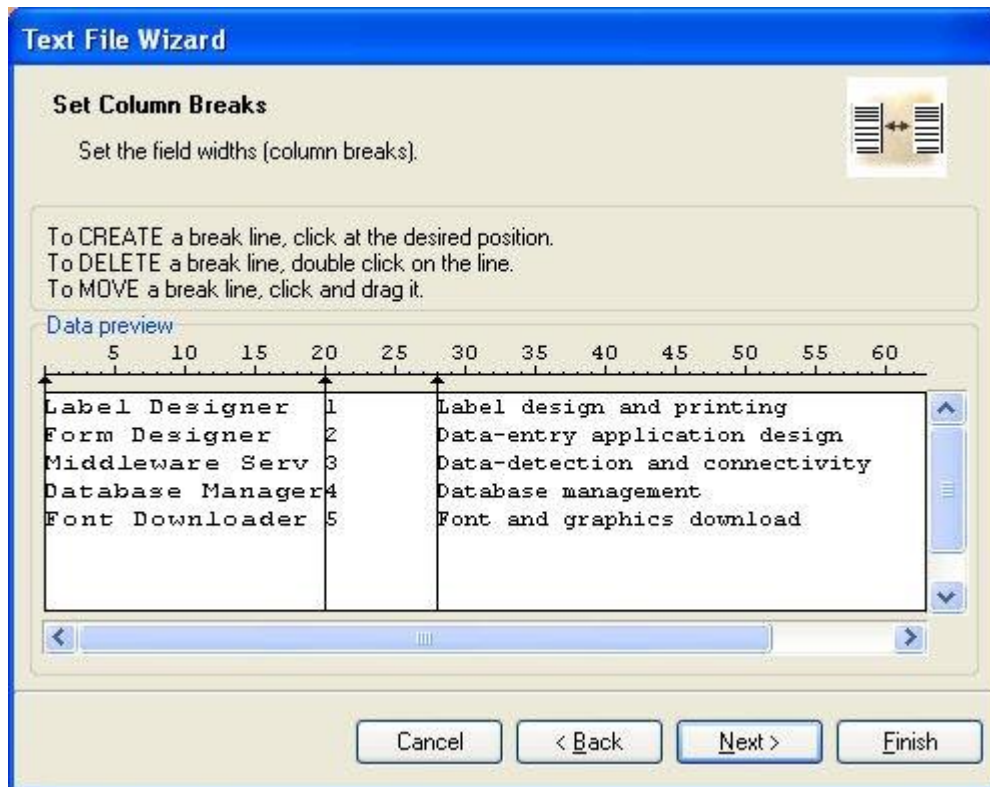 Text File Wizard
Set Column Breaks
Set the field widths (column breaks).
To CREATE a break line, click at the desired position.
To DELETE a break line, double click on the line.
To MOVE a break line, click and drag it.
Data preview
5 10 15 20 25 30 35 40 45 50 55 60
Label Designer 1 Label design and printing
Form Designer 2 Data-entry application design
Middleware Serv 3 Data-detection and connectivity
Database Manager4 Database management
Font Downloader 5 Font and graphics download
Cancel < Back Next > Finish